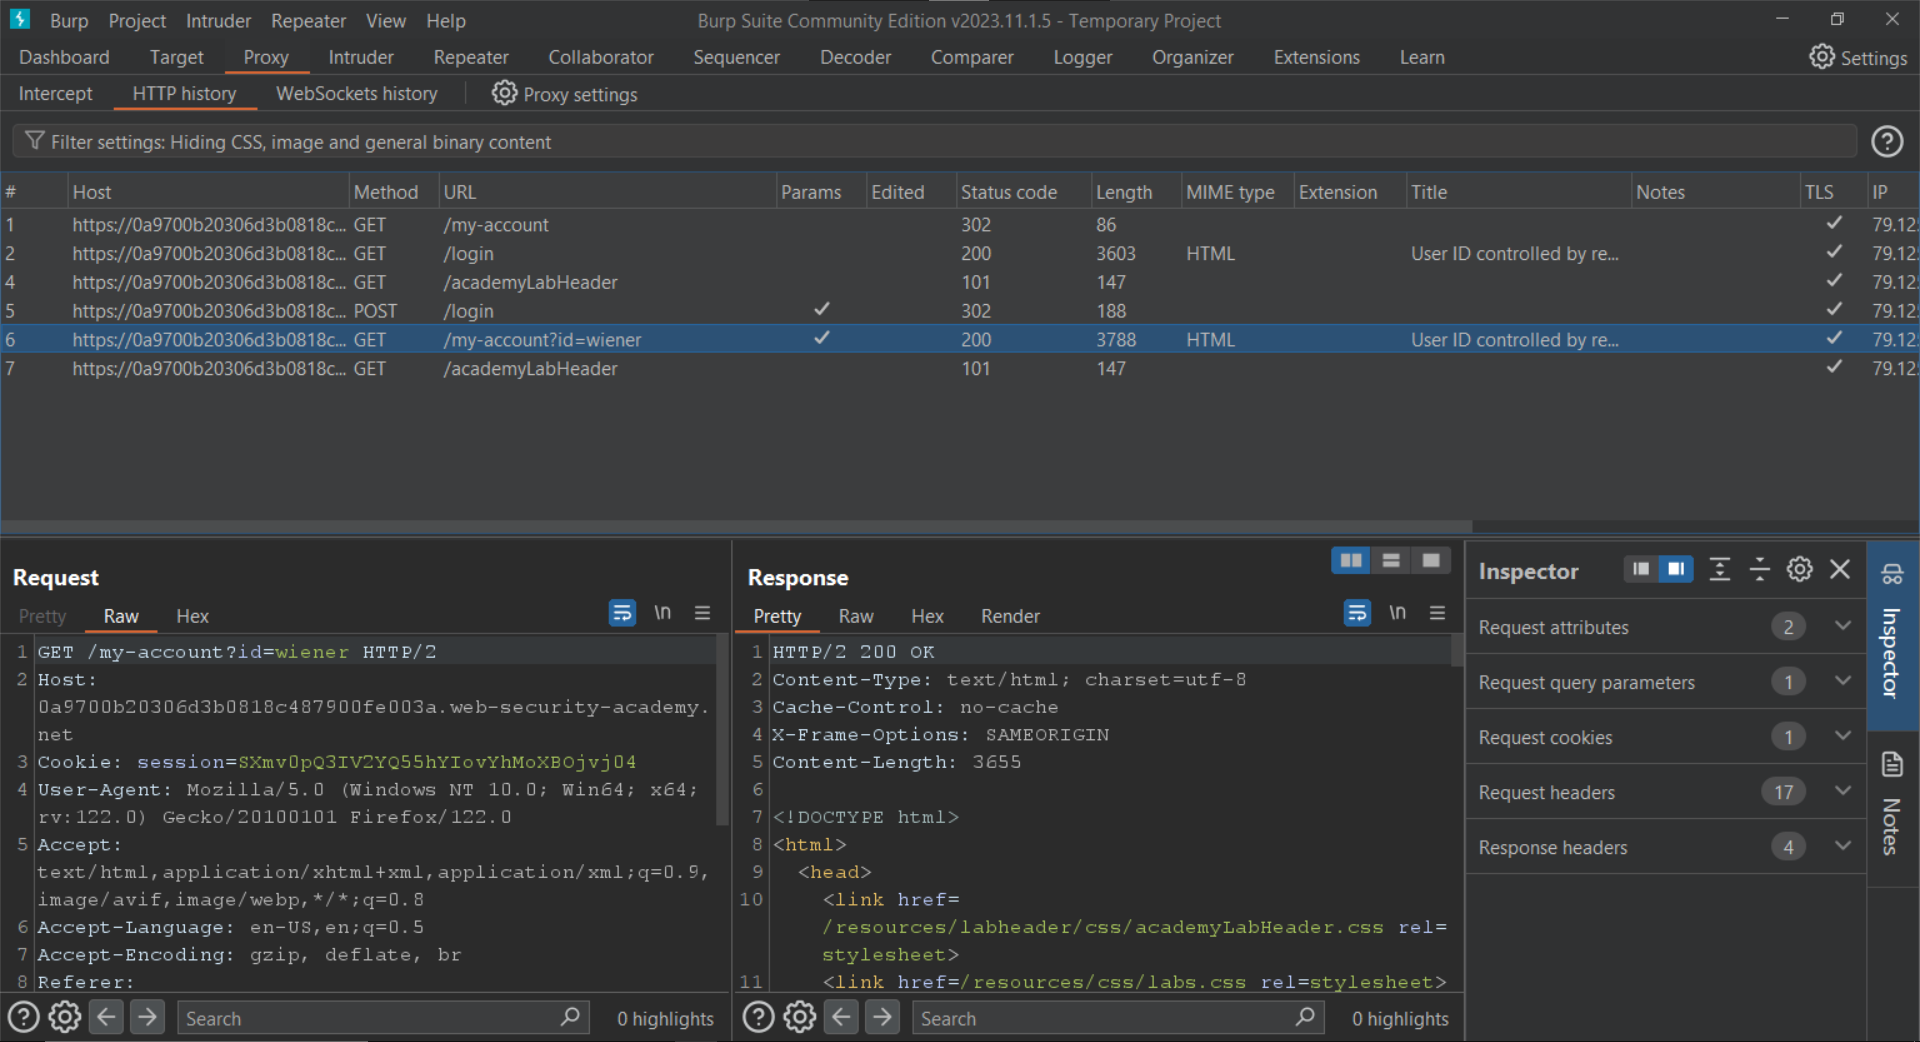 Burp Project Intruder Repeater View Help Burp Suite Community Edition v2023.11.1.5 - Temporary Project
Dashboard Target Proxy Intruder Repeater Collaborator Sequencer Decoder Comparer Logger Organizer Extensions Learn Settings
Intercept HTTP history WebSockets history Proxy settings
Filter settings: Hiding CSS, image and general binary content
# Host Method URL Params Edited Status code Length MIME type Extension Title Notes TLS IP
1 https://0a9700b20306d3b0818c... GET /my-account 302 86 ✓ 79.12
2 https://0a9700b20306d3b0818c... GET /login 200 3603 HTML User ID controlled by re... ✓ 79.12
4 https://0a9700b20306d3b0818c... GET /academyLabHeader 101 147 ✓ 79.12
5 https://0a9700b20306d3b0818c... POST /login ✓ 302 188 ✓ 79.12
6 https://0a9700b20306d3b0818c... GET /my-account?id=wiener ✓ 200 3788 HTML User ID controlled by re... ✓ 79.12
7 https://0a9700b20306d3b0818c... GET /academyLabHeader 101 147 ✓ 79.12
Request
Pretty Raw Hex \n
1 GET /my-account?id=wiener HTTP/2
2 Host:
0a9700b20306d3b0818c487900fe003a.web-security-academy.
net
3 Cookie: session=SXmv0pQ3IVZYQ55hYIovYhMoXBOjvj04
4 User-Agent: Mozilla/5.0 (Windows NT 10.0; Win64; x64;
rv:122.0) Gecko/20100101 Firefox/122.0
5 Accept:
text/html,application/xhtml+xml,application/xml;q=0.9,
image/avif,image/webp,*/*;q=0.8
6 Accept-Language: en-US,en;q=0.5
7 Accept-Encoding: gzip, deflate, br
8 Referer:
Search 0 highlights
Response
Pretty Raw Hex Render \n
1 HTTP/2 200 OK
2 Content-Type: text/html; charset=utf-8
3 Cache-Control: no-cache
4 X-Frame-Options: SAMEORIGIN
5 Content-Length: 3655
6
7 <!DOCTYPE html>
8 <html>
9 <head>
10 <link href=
/resources/labheader/css/academyLabHeader.css rel=
stylesheet>
11 <link href=/resources/css/labs.css rel=stylesheet>
Search 0 highlights
Inspector
Request attributes 2
Request query parameters 1
Request cookies 1
Request headers 17
Response headers 4
Inspector
Notes